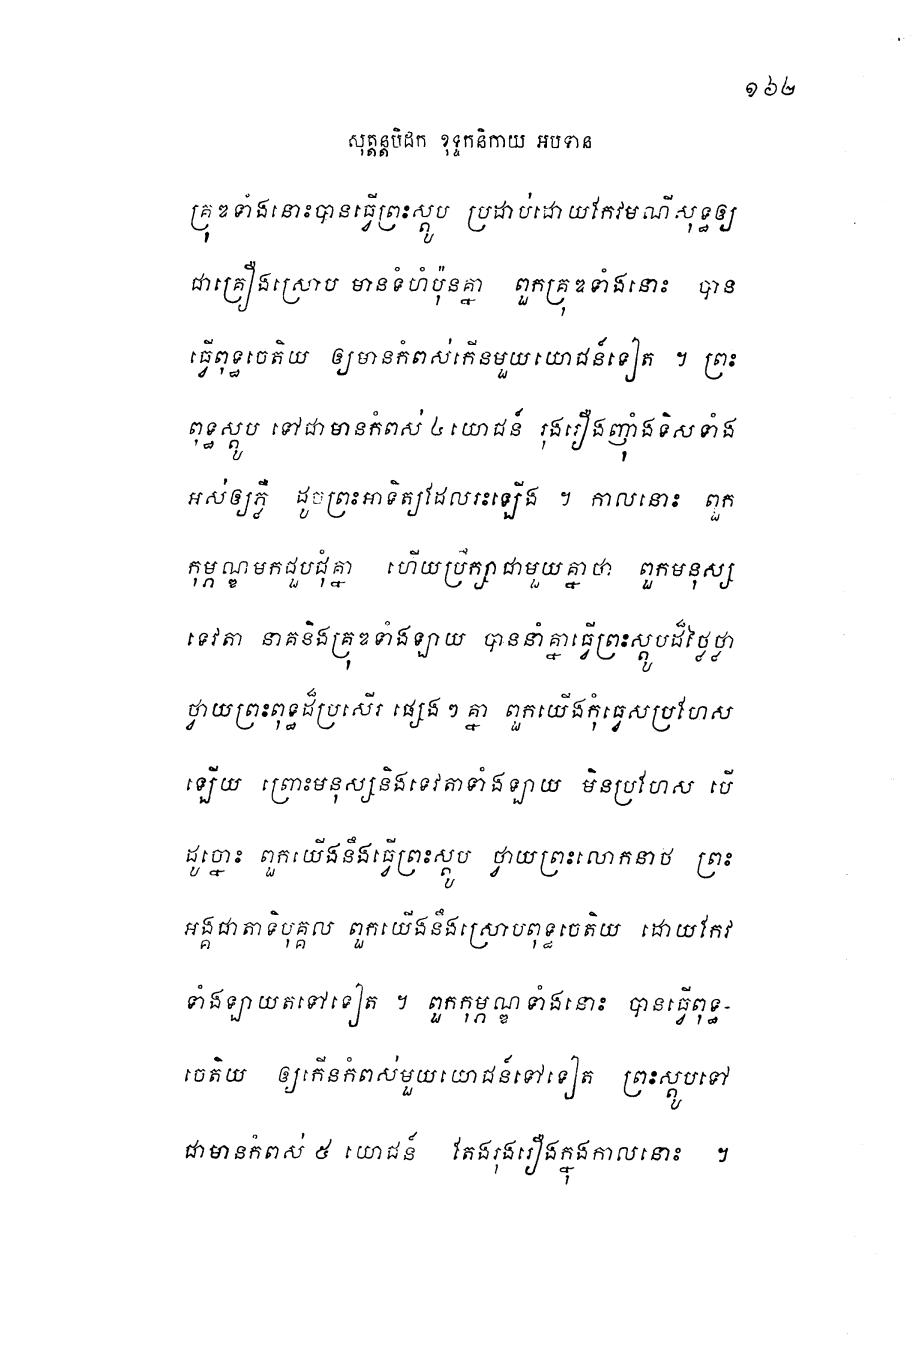 ១៦២
សុត្តន្តបិដក ខុទ្ទកនិកាយ អបទាន
គ្រុឌទាំងនោះបានធ្វើព្រះស្តូប ប្រដាប់ដោយកែវមណីសុទ្ធឲ្យ
ជាគ្រឿងស្រោប មានទំហំប៉ុនគ្នា ពួកគ្រុឌទាំងនោះ បាន
ធ្វើពុទ្ធចេតិយ ឲ្យមានកំពស់កើនមួយយោជន៍ទៀត ។ ព្រះ
ពុទ្ធស្តូប ទៅជាមានកំពស់ ៤ យោជន៍ រុងរឿងញុំាងទិសទាំង
អស់ឲ្យភ្លឺ ដូចព្រះអាទិត្យដែលរះឡើង ។ កាលនោះ ពួក
កុម្ភណ្ឌមកជួបជុំគ្នា ហើយប្រឹក្សាជាមួយគ្នាថា ពួកមនុស្ស
ទេវតា នាគនិងគ្រុឌទាំងឡាយ បាននាំគ្នាធ្វើព្រះស្តូបដ៏ថ្លៃថ្លា
ថ្វាយព្រះពុទ្ធដ៏ប្រសើរ ផ្សេង ៗ គ្នា ពួកយើងកុំធ្វេសប្រហែស
ឡើយ ព្រោះមនុស្សនិងទេវតាទាំងឡាយ មិនប្រហែស បើ
ដូច្នោះ ពួកយើងនឹងធ្វើព្រះស្តូប ថ្វាយព្រះលោកនាថ ព្រះ
អង្គជាតាទិបុគ្គល ពួកយើងនឹងស្រោបពុទ្ធចេតិយ ដោយកែវ
ទាំងឡាយតទៅទៀត ។ ពួកកុម្ភណ្ឌទាំងនោះ បានធ្វើពុទ្ធ-
ចេតិយ ឲ្យកើនកំពស់មួយយោជន៍ទៅទៀត ព្រះស្តូបទៅ
ជាមានកំពស់ ៥ យោជន៍ តែងរុងរឿងក្នុងកាលនោះ ។